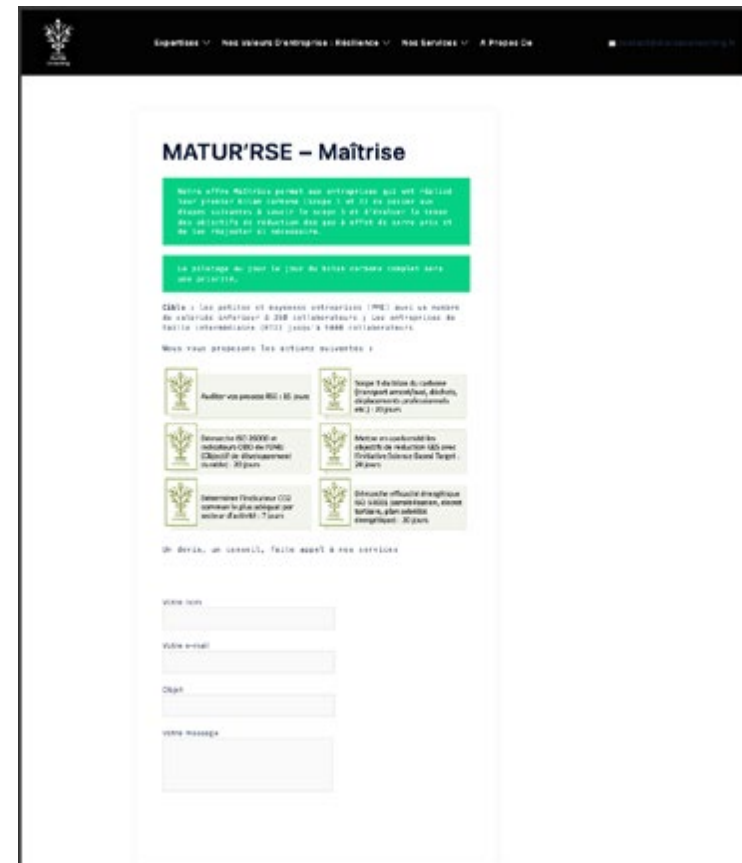 Expertises
Nos Valeurs D'entreprise : Résilience
Nos Services
A Propos De
MATUR'RSE – Maîtrise
Notre offre Maîtrise permet aux entreprises qui ont réalisé
leur premier bilan carbone (Scope 1 et 2) de passer aux
étapes suivantes à savoir le scope 3 et d'évaluer la tenue
des objectifs de réduction des gaz à effet de serre pris et
de les réajuster si nécessaire.
Le pilotage au jour le jour du bilan carbone complet sera
une priorité.
Cible : Les petites et moyennes entreprises (PME) avec un nombre
de salariés inférieur à 250 collaborateurs ; Les entreprises de
taille intermédiaire (ETI) jusqu'à 5000 collaborateurs
Nous vous proposons les actions suivantes :
Auditer vos process RSE : 15 jours
Scope 3 du bilan du carbone
(transport amont/aval, déchets,
déplacements professionnels
etc.) : 20 jours
Démarche ISO 26000 et
indicateurs ODD de l'ONU
(Objectif de développement
durable) : 30 jours
Mettre en conformité les
objectifs de réduction GES avec
l'initiative Science Based Target :
20 jours
Déterminer l'indicateur CO2
commun le plus adéquat par
secteur d'activité : 7 jours
Démarche efficacité énergétique
ISO 50001 (sensibilisation, décret
tertiaire, plan sobriété
énergétique) : 30 jours
Un devis, un conseil, faite appel à nos services
Votre nom
Votre e-mail
Objet
Votre message